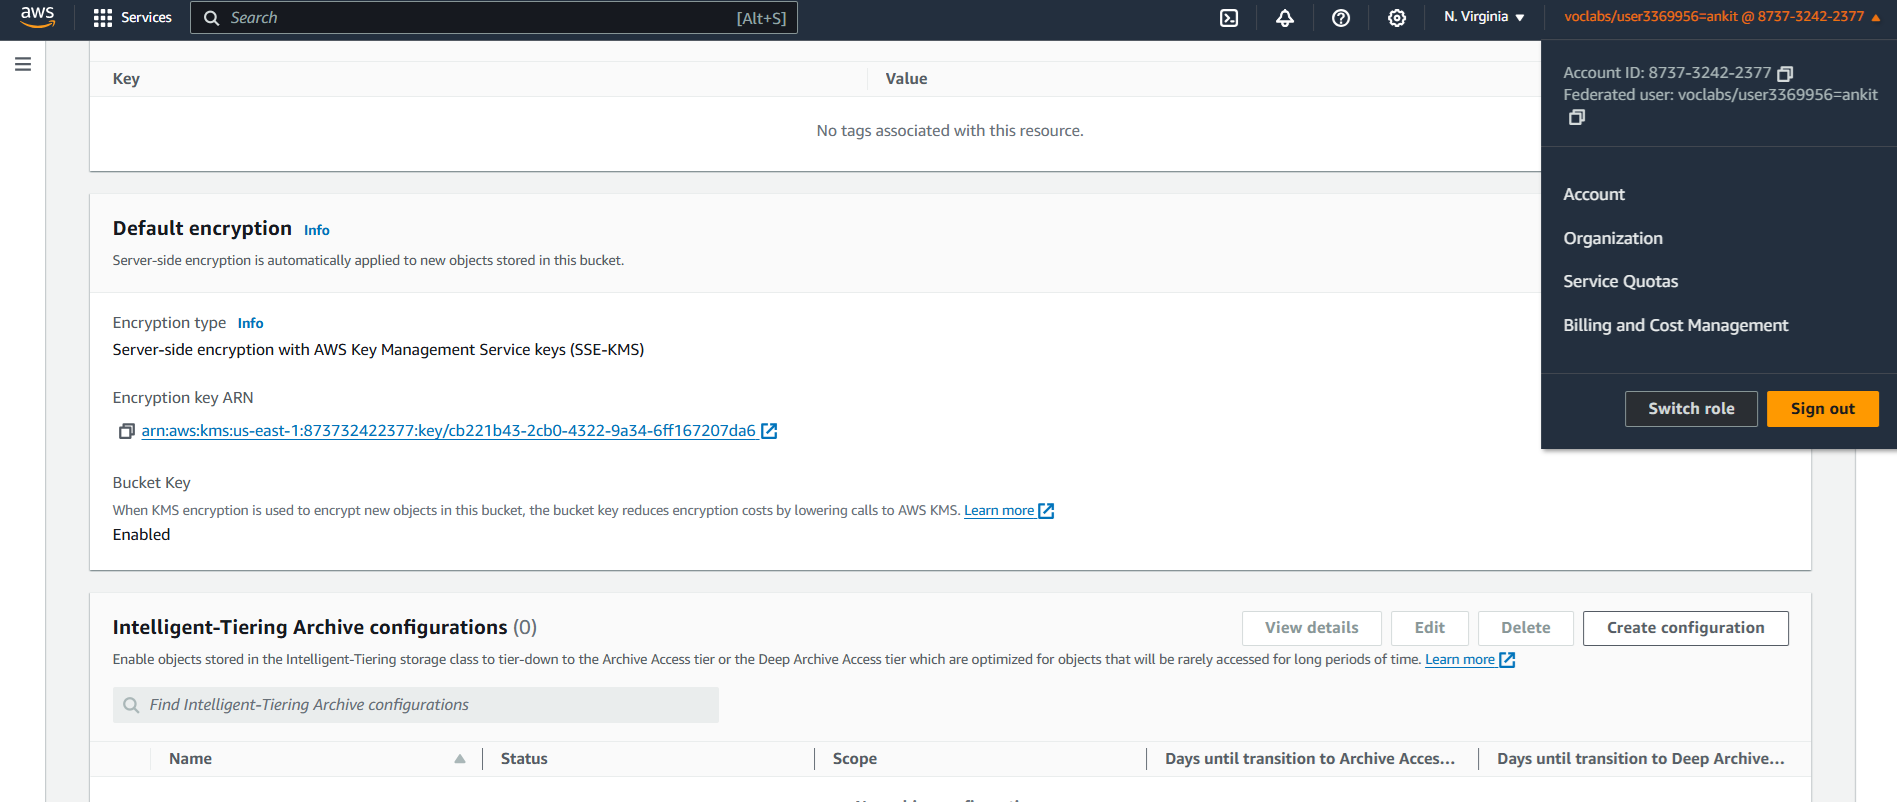 aws
Services
Search
[Alt+S]
N. Virginia
voclabs/user3369956=ankit @ 8737-3242-2377
Account ID: 8737-3242-2377
Federated user: voclabs/user3369956=ankit
Account
Organization
Service Quotas
Billing and Cost Management
Switch role
Sign out
Key
Value
No tags associated with this resource.
Default encryption Info
Server-side encryption is automatically applied to new objects stored in this bucket.
Encryption type Info
Server-side encryption with AWS Key Management Service keys (SSE-KMS)
Encryption key ARN
arn:aws:kms:us-east-1:873732422377:key/cb221b43-2cb0-4322-9a34-6ff167207da6
Bucket Key
When KMS encryption is used to encrypt new objects in this bucket, the bucket key reduces encryption costs by lowering calls to AWS KMS. Learn more
Enabled
Intelligent-Tiering Archive configurations (0)
View details
Edit
Delete
Create configuration
Enable objects stored in the Intelligent-Tiering storage class to tier-down to the Archive Access tier or the Deep Archive Access tier which are optimized for objects that will be rarely accessed for long periods of time. Learn more
Find Intelligent-Tiering Archive configurations
Name
Status
Scope
Days until transition to Archive Acces...
Days until transition to Deep Archive...